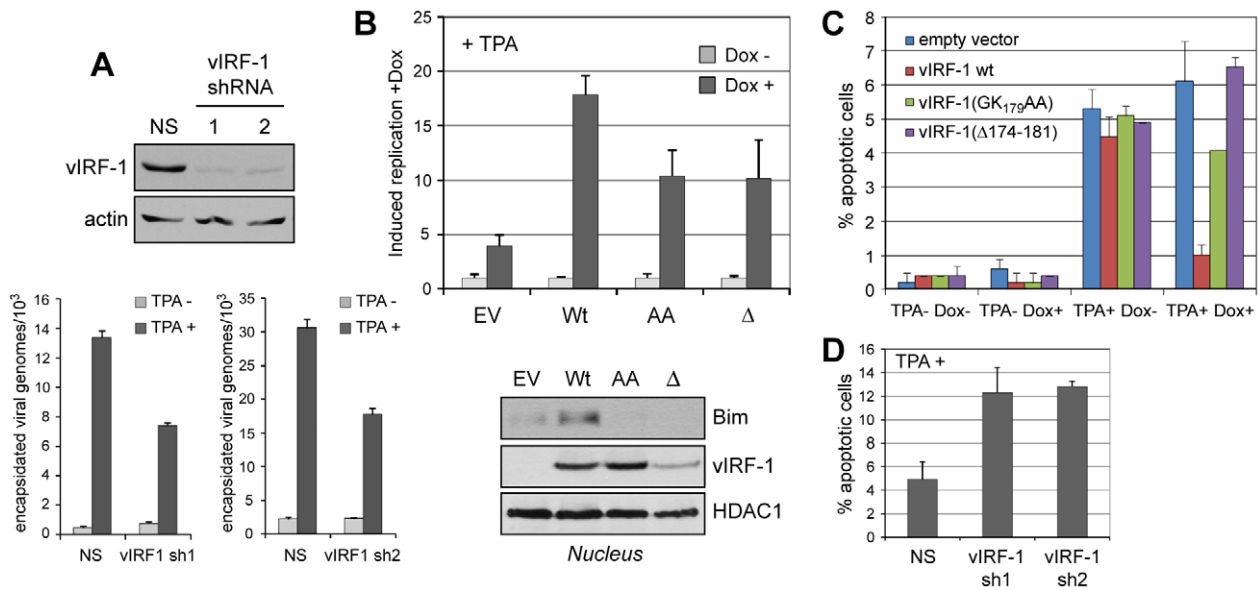 A
vIRF-1
shRNA
NS 1 2
vIRF-1
actin
TPA -
TPA +
encapsidated viral genomes/10³
16
14
12
10
8
6
4
2
0
NS vIRF1 sh1
TPA -
TPA +
encapsidated viral genomes/10³
35
30
25
20
15
10
5
0
NS vIRF1 sh2
B
+ TPA
Dox -
Dox +
Induced replication +Dox
25
20
15
10
5
0
EV Wt AA Δ
EV Wt AA Δ
Bim
vIRF-1
HDAC1
Nucleus
C
empty vector
vIRF-1 wt
vIRF-1(GK₁₇₉AA)
vIRF-1(Δ174-181)
% apoptotic cells
8
7
6
5
4
3
2
1
0
TPA- Dox- TPA- Dox+ TPA+ Dox- TPA+ Dox+
D
TPA +
% apoptotic cells
16
14
12
10
8
6
4
2
0
NS vIRF-1 vIRF-1
sh1 sh2